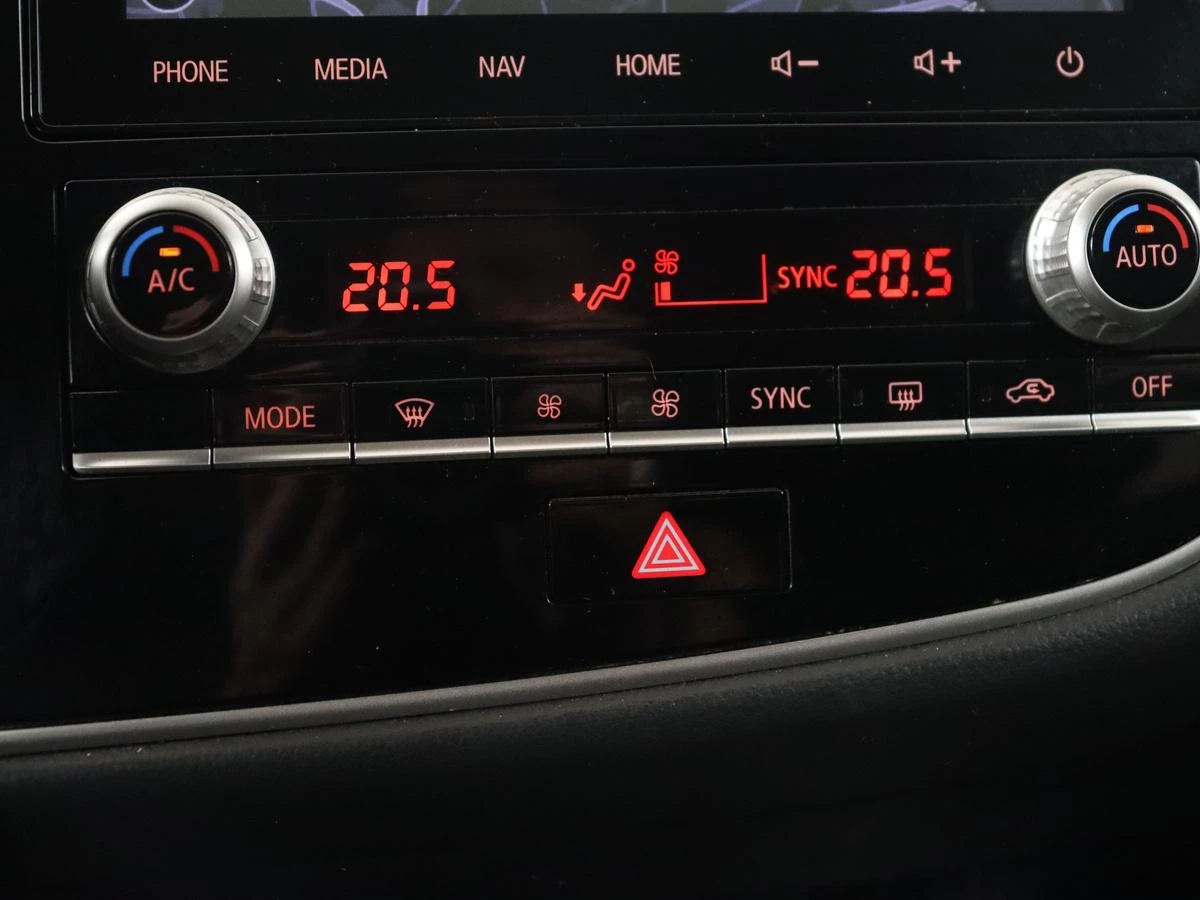 PHONE MEDIA NAV HOME
A/C 20.5 SYNC 20.5 AUTO
MODE SYNC OFF